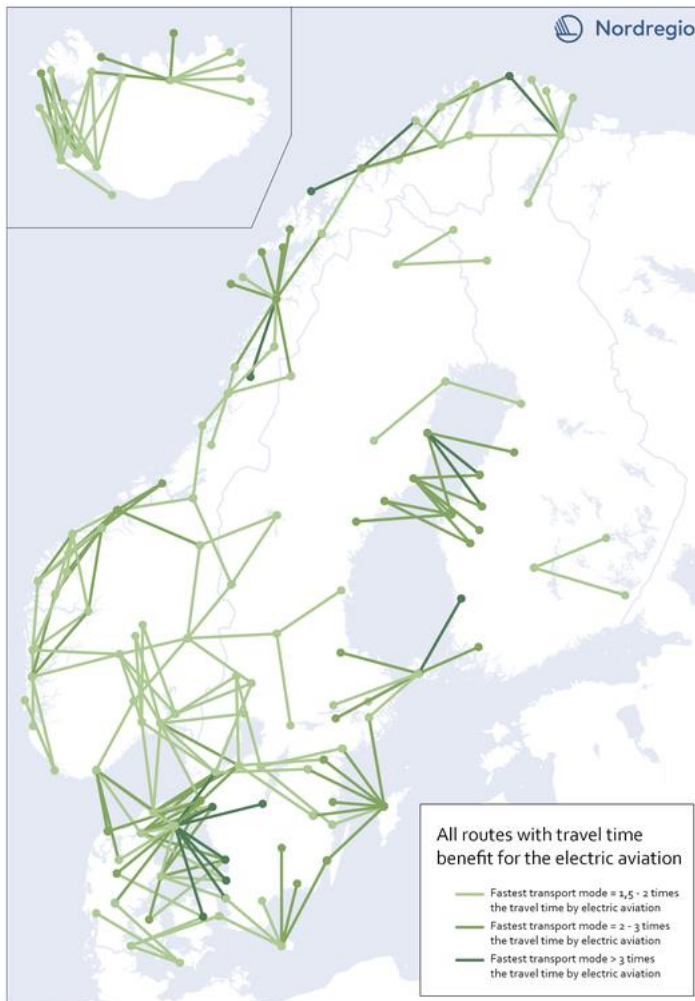 Nordregio
All routes with travel time
benefit for the electric aviation
Fastest transport mode = 1,5 - 2 times
the travel time by electric aviation
Fastest transport mode = 2 - 3 times
the travel time by electric aviation
Fastest transport mode > 3 times
the travel time by electric aviation